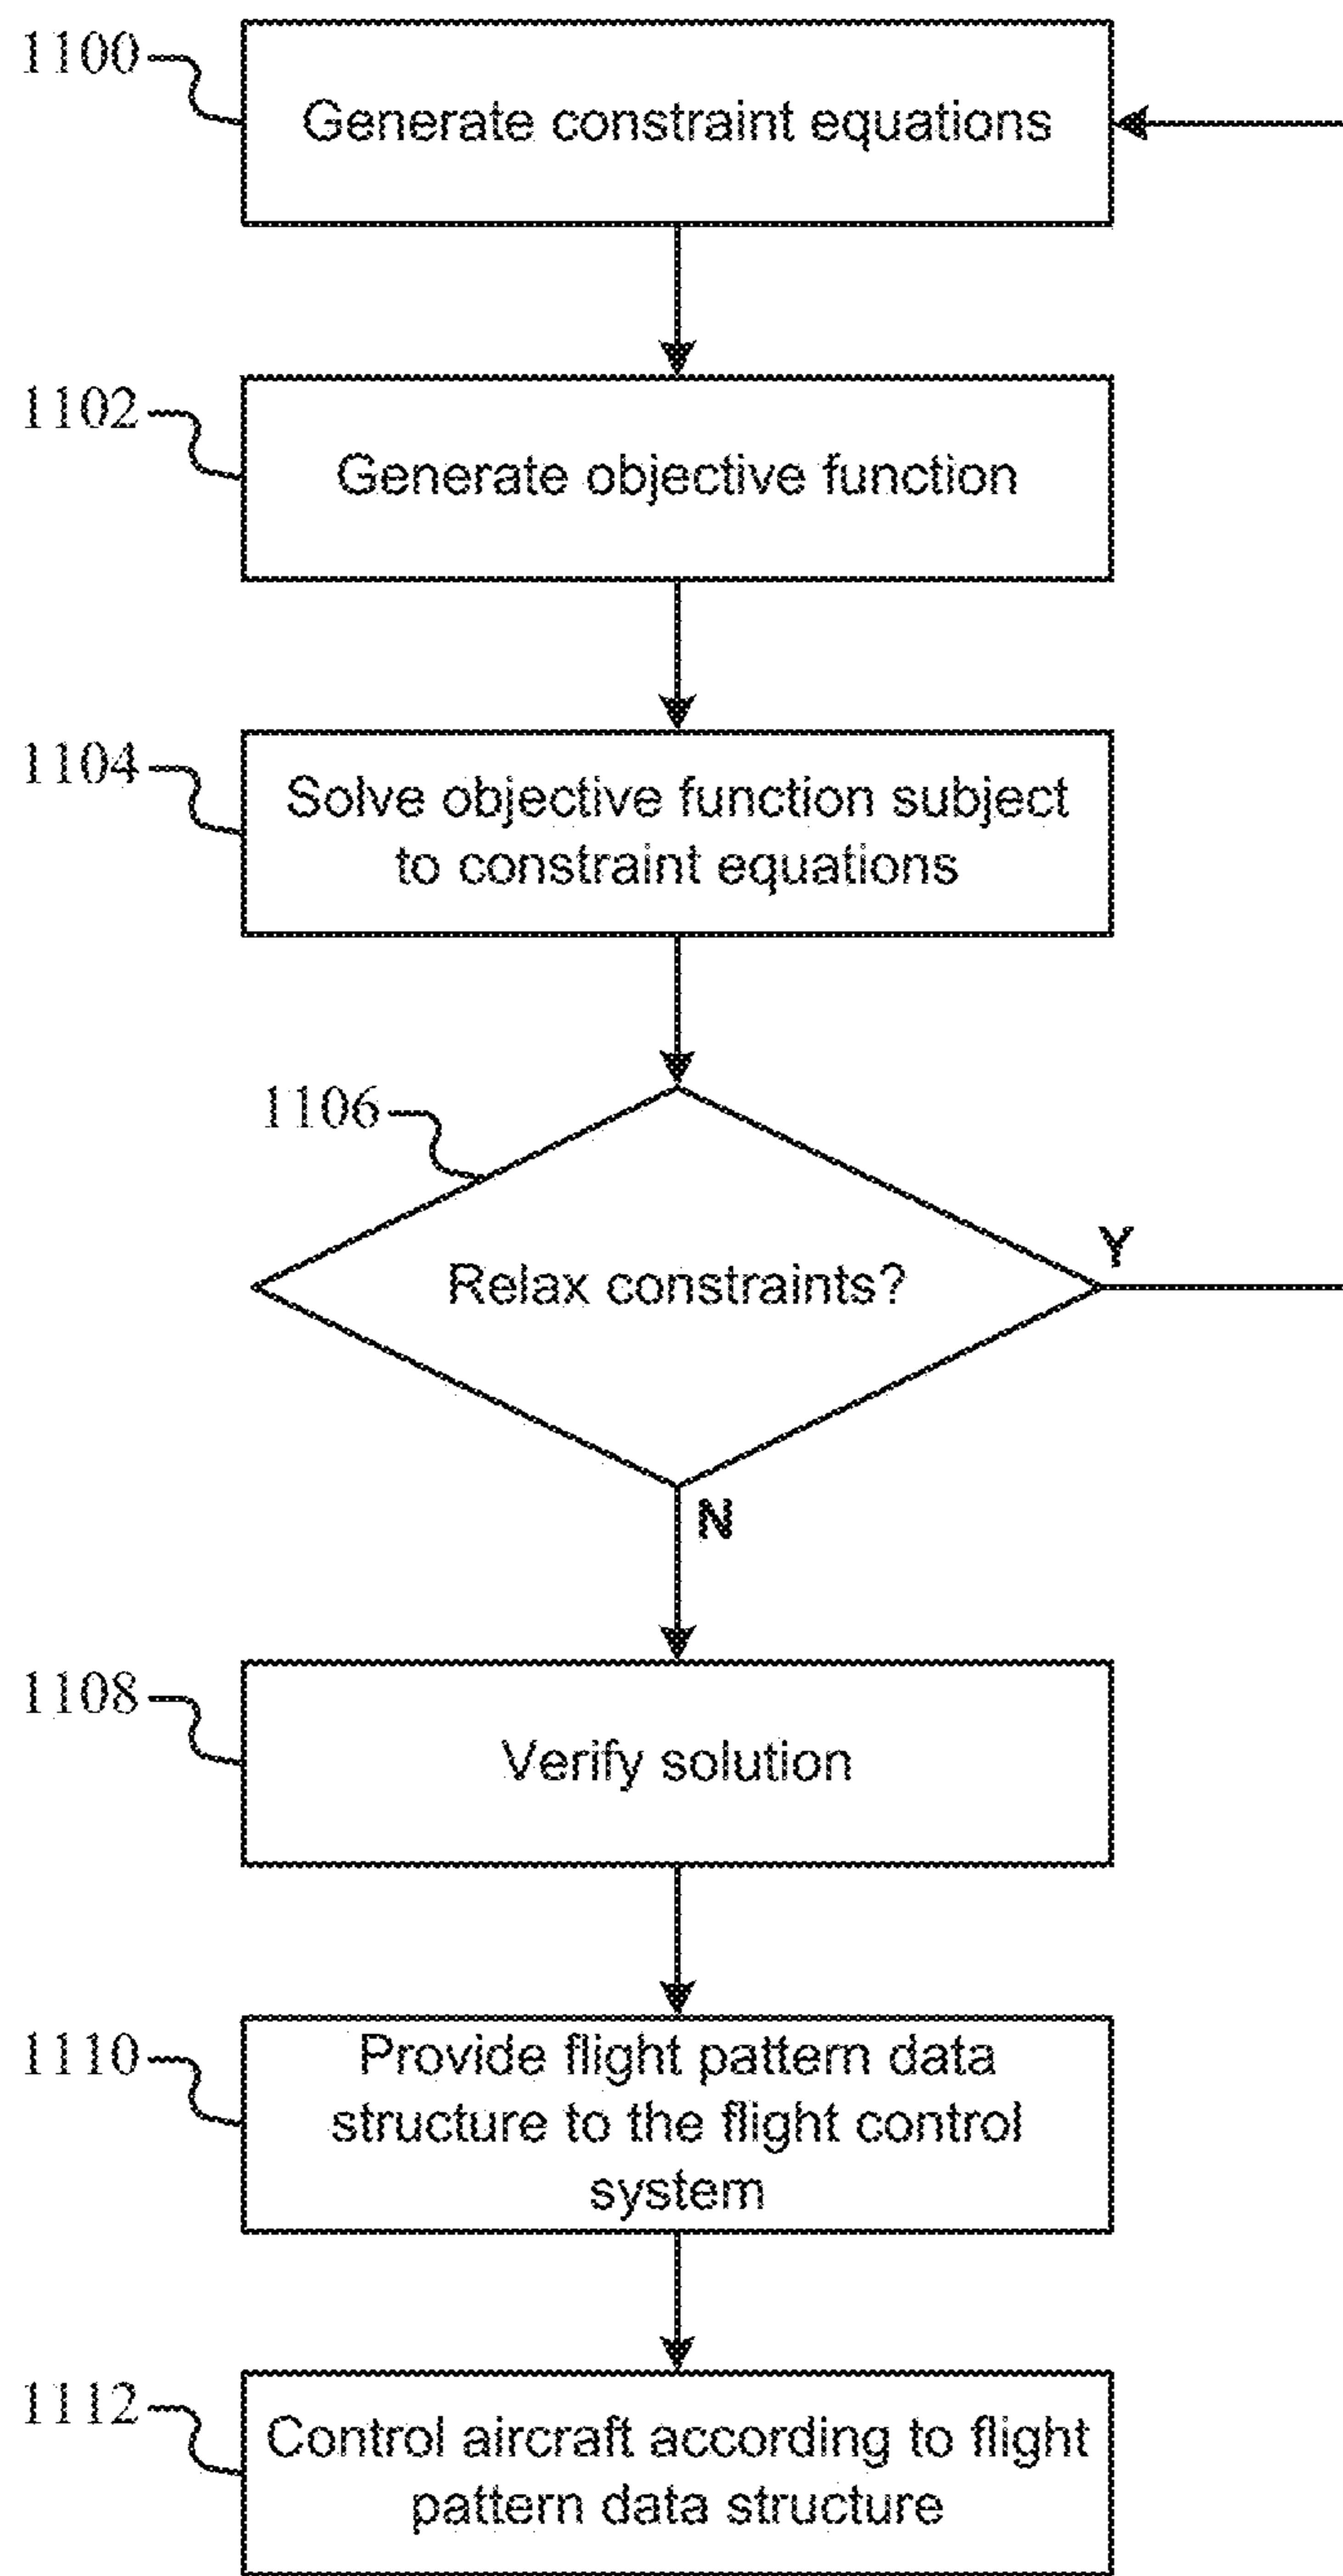 1100
Generate constraint equations
1102
Generate objective function
1104
Solve objective function subject
to constraint equations
1106
Relax constraints?
Y
N
1108
Verify solution
1110
Provide flight pattern data
structure to the flight control
system
1112
Control aircraft according to flight
pattern data structure